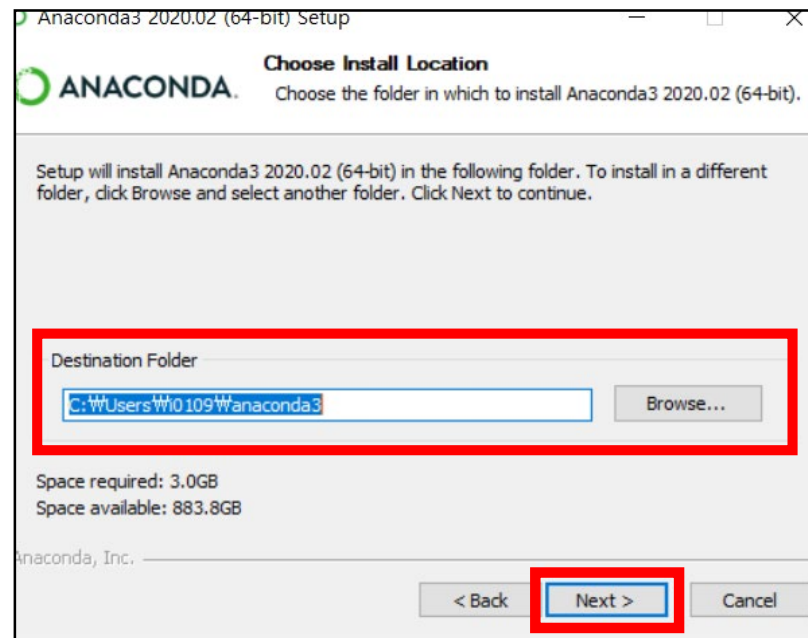 Anaconda3 2020.02 (64-bit) Setup
Choose Install Location
ANACONDA.
Choose the folder in which to install Anaconda3 2020.02 (64-bit).
Setup will install Anaconda3 2020.02 (64-bit) in the following folder. To install in a different
folder, click Browse and select another folder. Click Next to continue.
Destination Folder
C:₩Users₩i0109₩anaconda3
Browse...
Space required: 3.0GB
Space available: 883.8GB
Anaconda, Inc.
< Back
Next >
Cancel